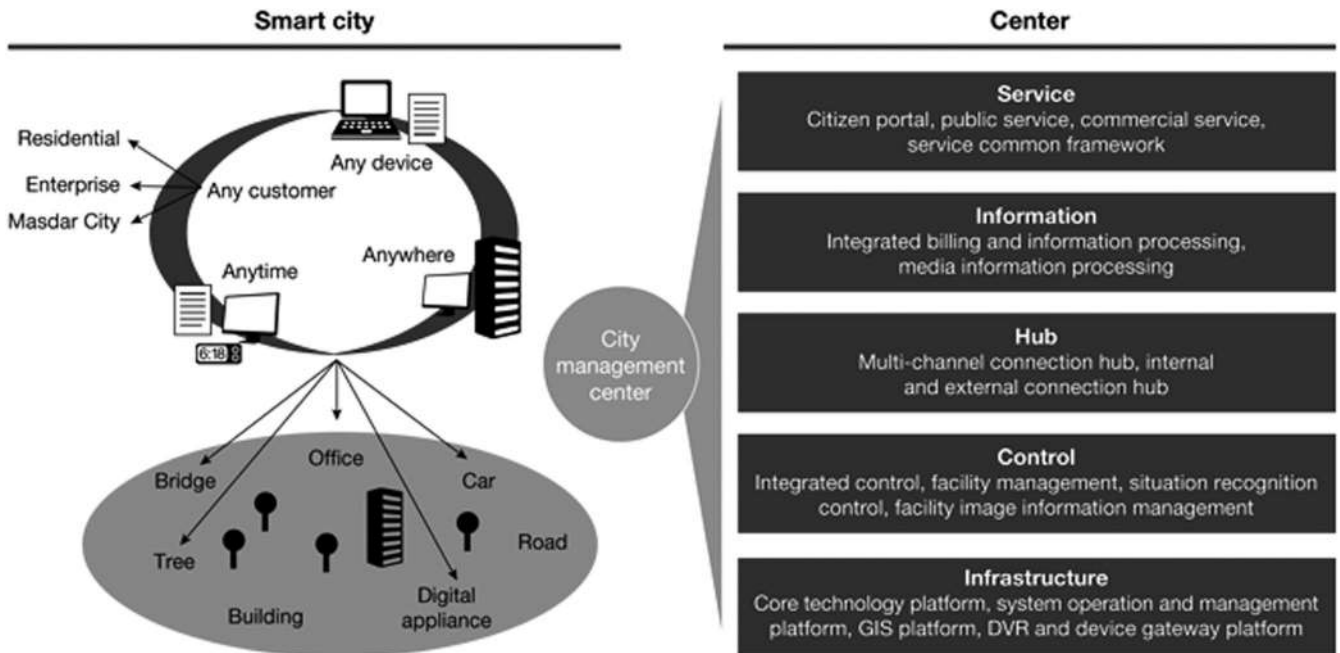 Smart city
Any device
Residential
Enterprise
Masdar City
Any customer
Anytime
Anywhere
6:18
Bridge
Office
Car
Tree
Road
Building
Digital
appliance
City
management
center
Center
Service
Citizen portal, public service, commercial service,
service common framework
Information
Integrated billing and information processing,
media information processing
Hub
Multi-channel connection hub, internal
and external connection hub
Control
Integrated control, facility management, situation recognition
control, facility image information management
Infrastructure
Core technology platform, system operation and management
platform, GIS platform, DVR and device gateway platform